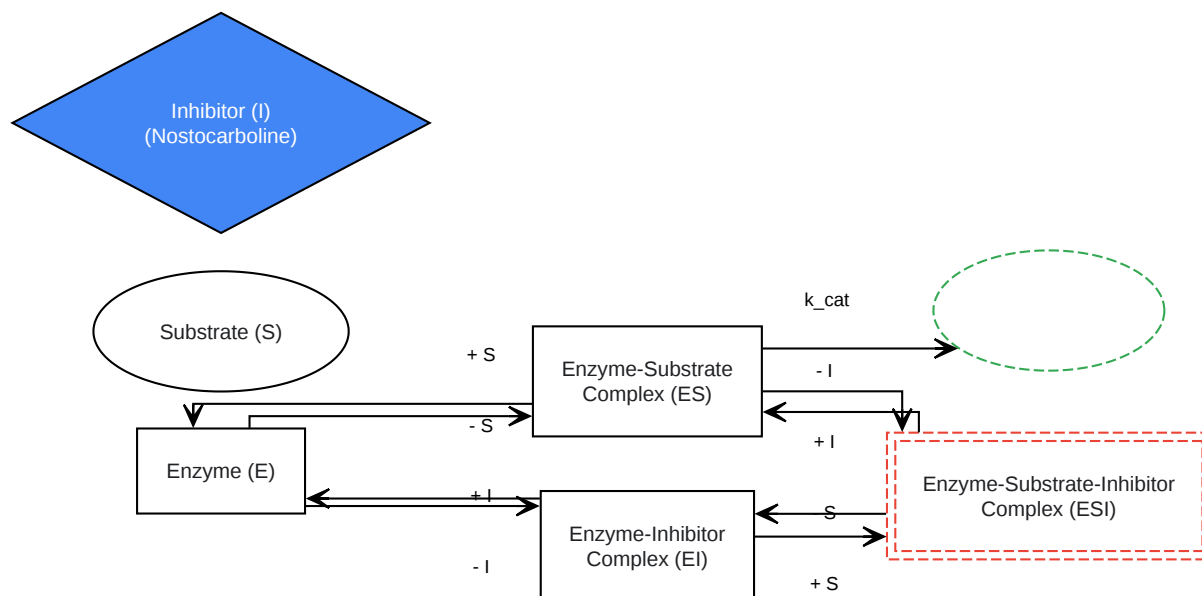 Inhibitor (I)
(Nostocarboline)
Substrate (S)
k_cat
+ S
Enzyme-Substrate
Complex (ES)
- I
- S
+ I
Enzyme (E)
+ I
Enzyme-Substrate-Inhibitor
Complex (ESI)
- S
Enzyme-Inhibitor
Complex (EI)
- I
+ S